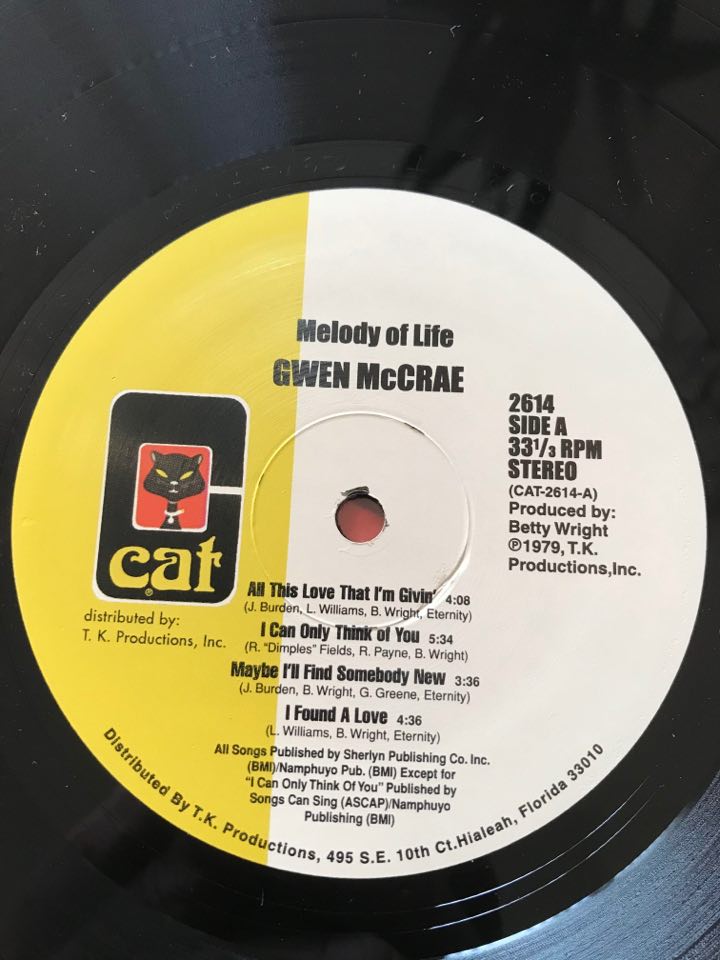 Melody of Life
GWEN McCRAE
2614
SIDE A
33 1/3 RPM
STEREO
(CAT-2614-A)
Produced by:
Betty Wright
℗1979, T.K.
Productions,Inc.
cat
®
distributed by:
T. K. Productions, Inc.
All This Love That I'm Givin' 4:08
(J. Burden, L. Williams, B. Wright, Eternity)
I Can Only Think of You 5:34
(R. "Dimples" Fields, R. Payne, B. Wright)
Maybe I'll Find Somebody New 3:36
(J. Burden, B. Wright, G. Greene, Eternity)
I Found A Love 4:36
(L. Williams, B. Wright, Eternity)
All Songs Published by Sherlyn Publishing Co. Inc.
(BMI)/Namphuyo Pub. (BMI) Except for
"I Can Only Think Of You" Published by
Songs Can Sing (ASCAP)/Namphuyo
Publishing (BMI)
Distributed By T.K. Productions, 495 S.E. 10th Ct.Hialeah, Florida 33010